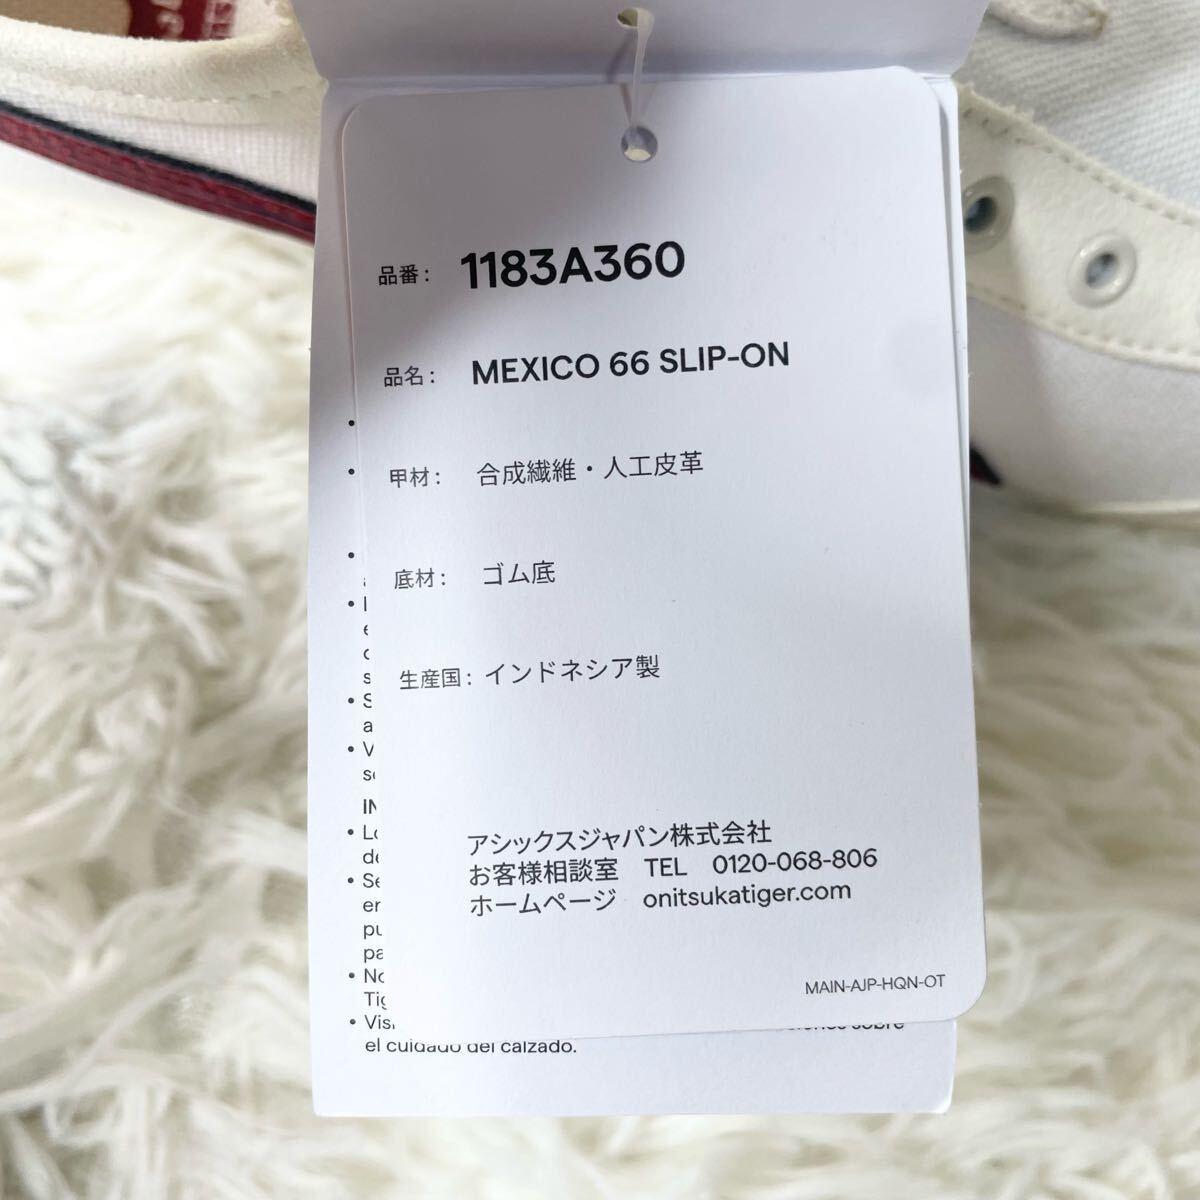 品番: 1183A360
品名: MEXICO 66 SLIP-ON
甲材: 合成繊維・人工皮革
底材: ゴム底
生産国: インドネシア製
アシックスジャパン株式会社
お客様相談室 TEL 0120-068-806
ホームページ onitsukatiger.com
MAIN-AJP-HQN-OT
sobre
el cuidado del calzado.